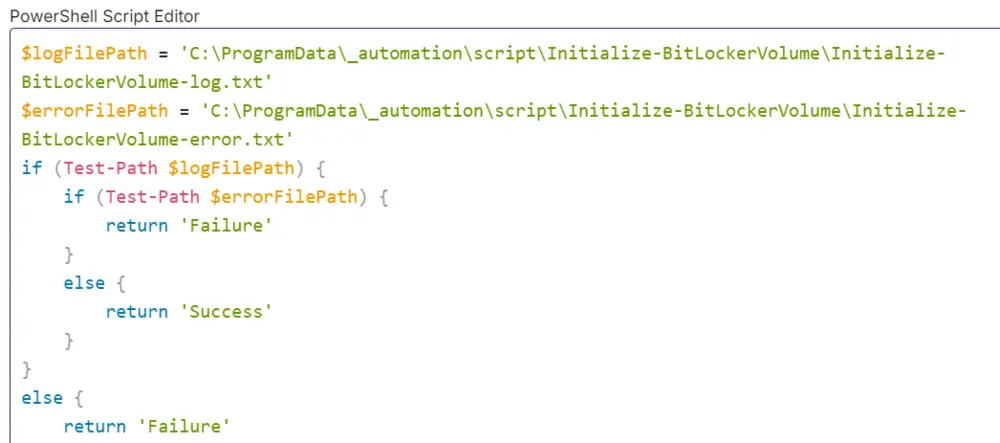 PowerShell Script Editor
$logFilePath = 'C:\ProgramData\_automation\script\Initialize-BitLockerVolume\Initialize-
BitLockerVolume-log.txt'
$errorFilePath = 'C:\ProgramData\_automation\script\Initialize-BitLockerVolume\Initialize-
BitLockerVolume-error.txt'
if (Test-Path $logFilePath) {
    if (Test-Path $errorFilePath) {
        return 'Failure'
    }
    else {
        return 'Success'
    }
}
else {
    return 'Failure'